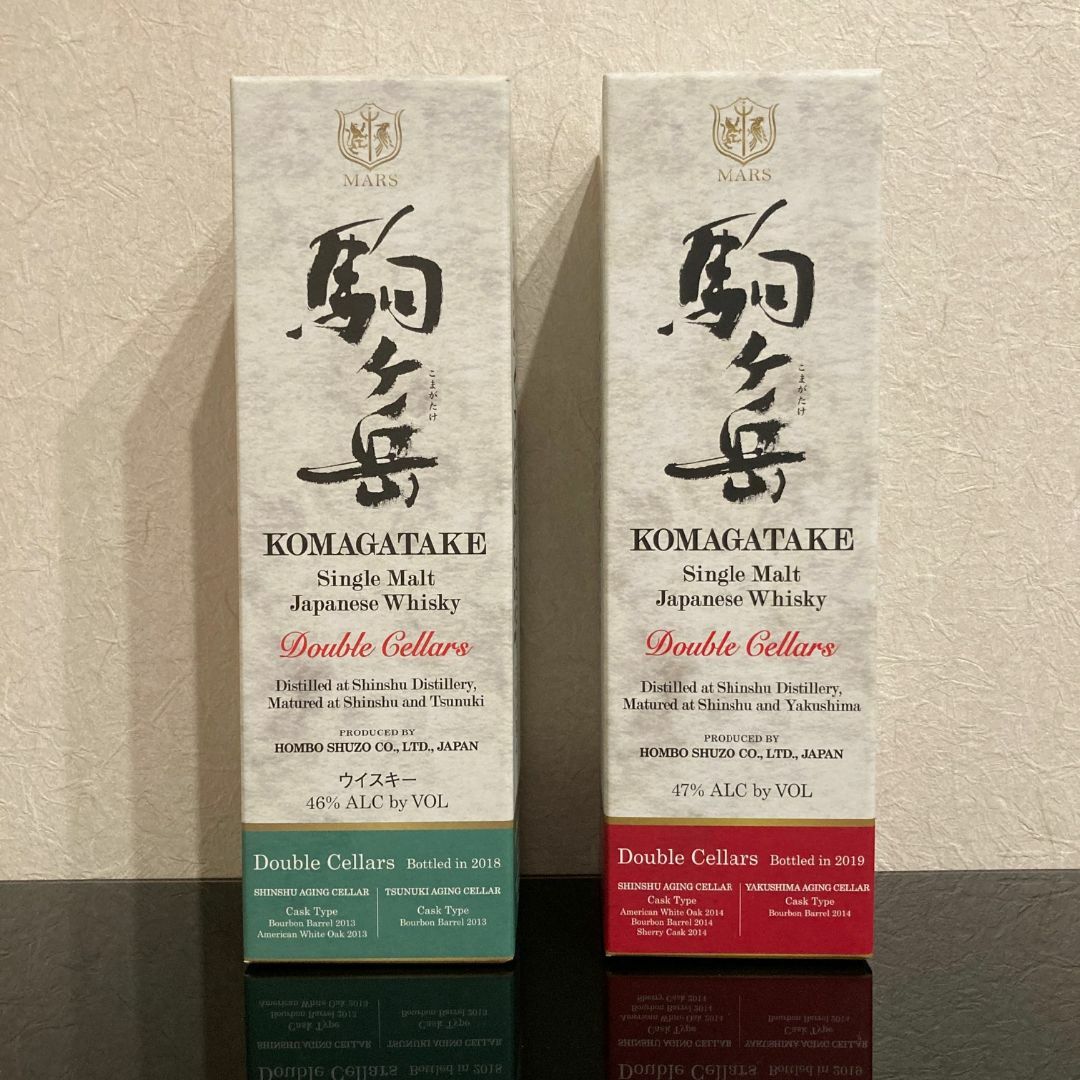 MARS
駒ヶ岳
こまがたけ
KOMAGATAKE
Single Malt
Japanese Whisky
Double Cellars
Distilled at Shinshu Distillery,
Matured at Shinshu and Tsunuki
PRODUCED BY
HOMBO SHUZO CO., LTD., JAPAN
ウイスキー
46% ALC by VOL
Double Cellars Bottled in 2018
SHINSHU AGING CELLAR
Cask Type
Bourbon Barrel 2013
American White Oak 2013
TSUNUKI AGING CELLAR
Cask Type
Bourbon Barrel 2013
MARS
駒ヶ岳
こまがたけ
KOMAGATAKE
Single Malt
Japanese Whisky
Double Cellars
Distilled at Shinshu Distillery,
Matured at Shinshu and Yakushima
PRODUCED BY
HOMBO SHUZO CO., LTD., JAPAN
47% ALC by VOL
Double Cellars Bottled in 2019
SHINSHU AGING CELLAR
Cask Type
American White Oak 2014
Bourbon Barrel 2014
Sherry Cask 2014
YAKUSHIMA AGING CELLAR
Cask Type
Bourbon Barrel 2014